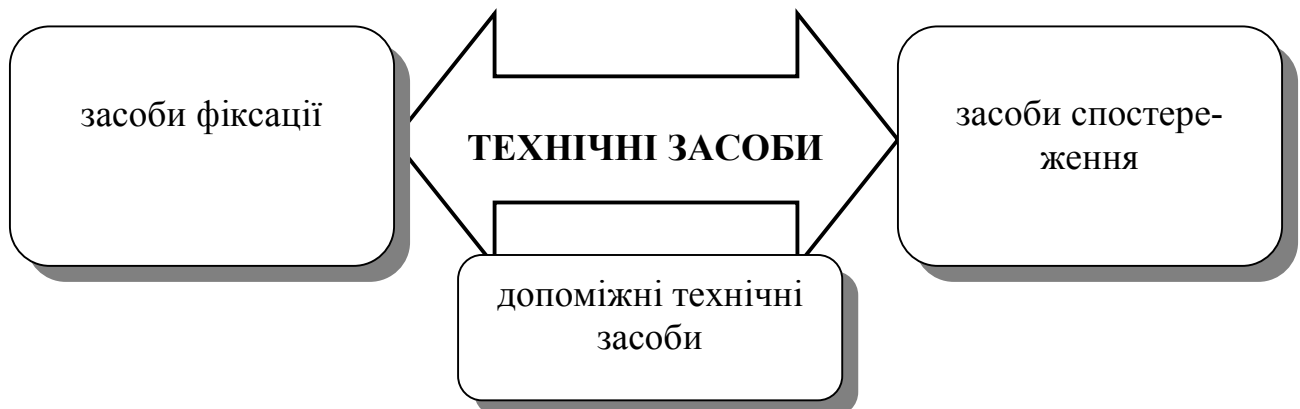 засоби фіксації
ТЕХНІЧНІ ЗАСОБИ
засоби спостере-
ження
допоміжні технічні
засоби